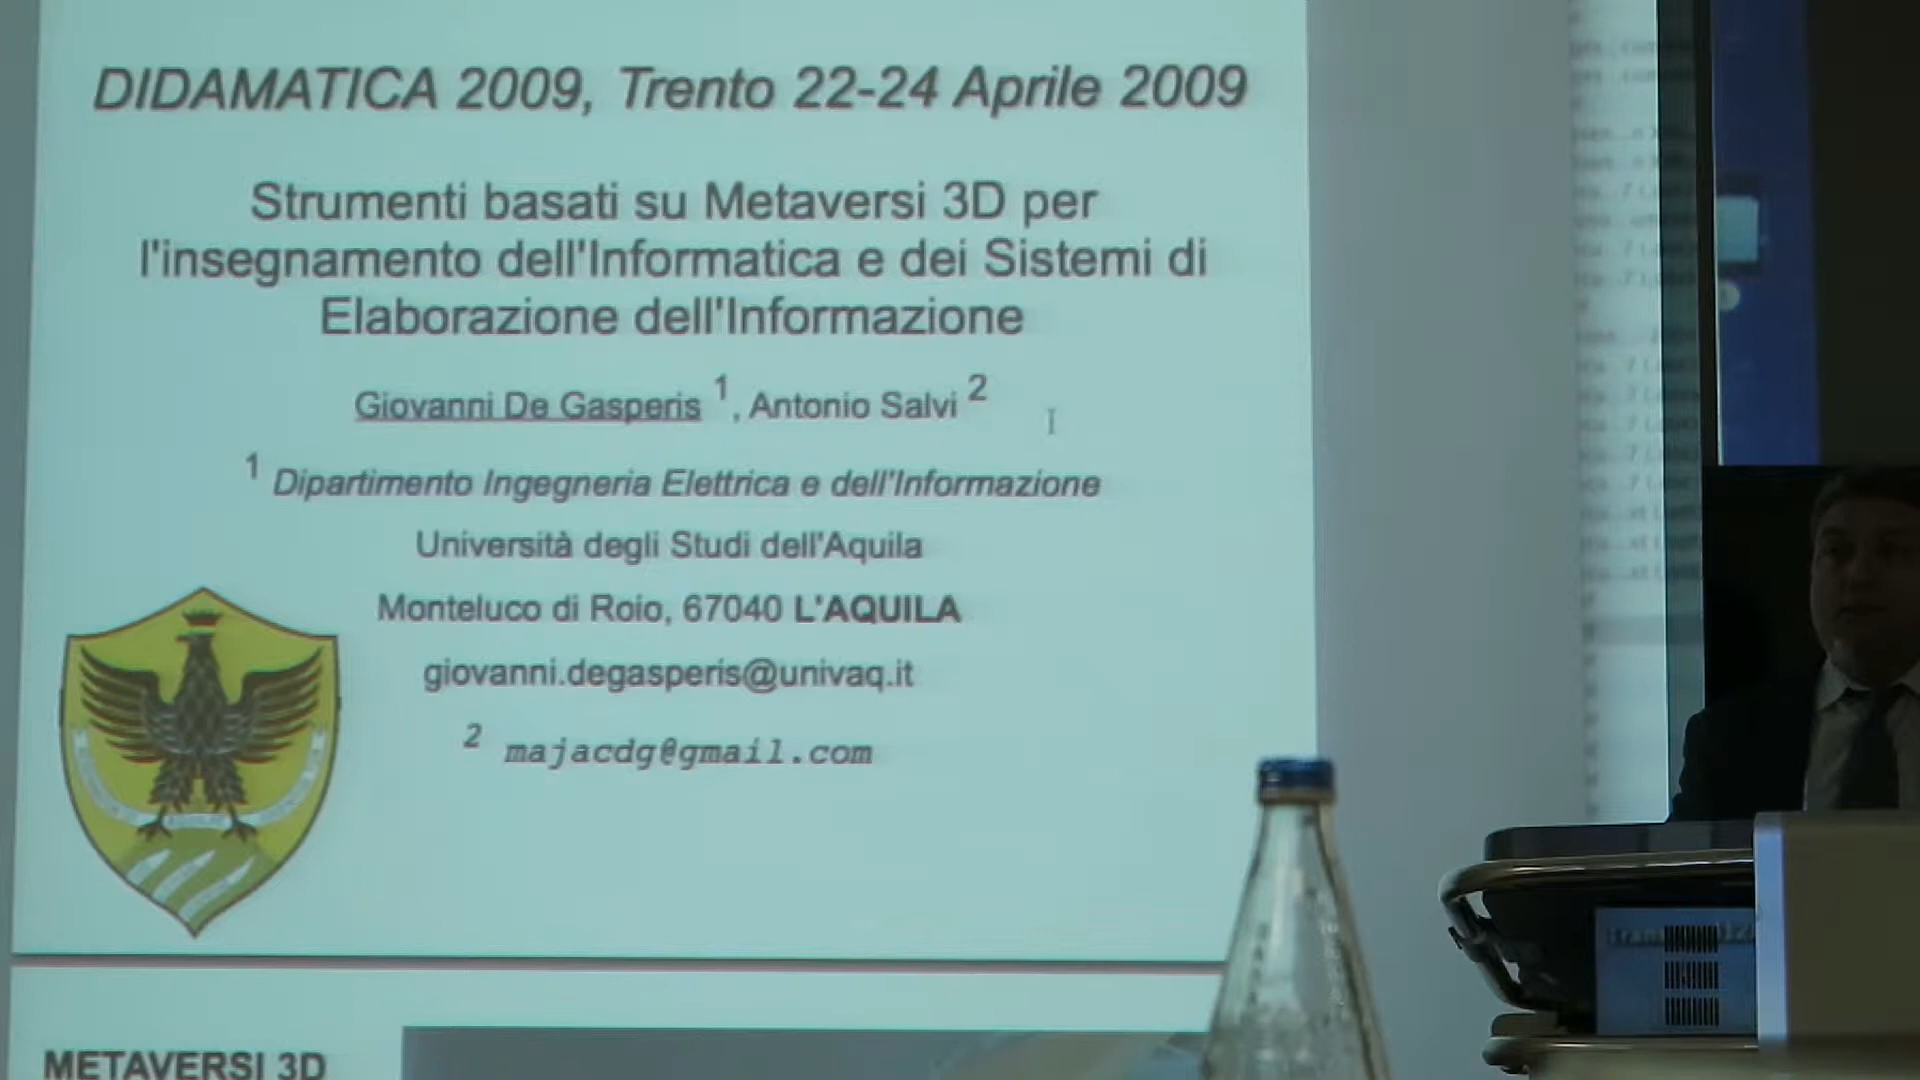 DIDAMATICA 2009, Trento 22-24 Aprile 2009
Strumenti basati su Metaversi 3D per
l'insegnamento dell'Informatica e dei Sistemi di
Elaborazione dell'Informazione
Giovanni De Gasperis 1, Antonio Salvi 2
1 Dipartimento Ingegneria Elettrica e dell'Informazione
Università degli Studi dell'Aquila
Monteluco di Roio, 67040 L'AQUILA
giovanni.degasperis@univaq.it
2 majacdg@gmail.com
METAVERSI 3D